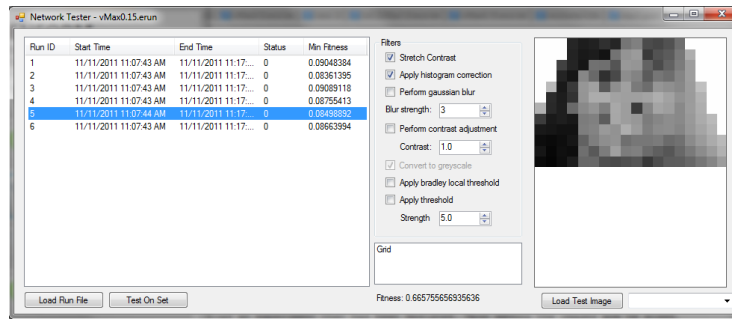 Network Tester - vMax0.15.erun
Run ID Start Time End Time Status Min Fitness
1 11/11/2011 11:07:43 AM 11/11/2011 11:17:... 0 0.09048384
2 11/11/2011 11:07:43 AM 11/11/2011 11:17:... 0 0.08361395
3 11/11/2011 11:07:43 AM 11/11/2011 11:17:... 0 0.09089118
4 11/11/2011 11:07:43 AM 11/11/2011 11:17:... 0 0.08755413
5 11/11/2011 11:07:44 AM 11/11/2011 11:17:... 0 0.08498892
6 11/11/2011 11:07:43 AM 11/11/2011 11:17:... 0 0.08663994
Load Run File Test On Set
Filters
Stretch Contrast
Apply histogram correction
Perform gaussian blur
Blur strength: 3
Perform contrast adjustment
Contrast: 1.0
Convert to greyscale
Apply bradley local threshold
Apply threshold
Strength 5.0
Grid
Fitness: 0.665755656935636
Load Test Image